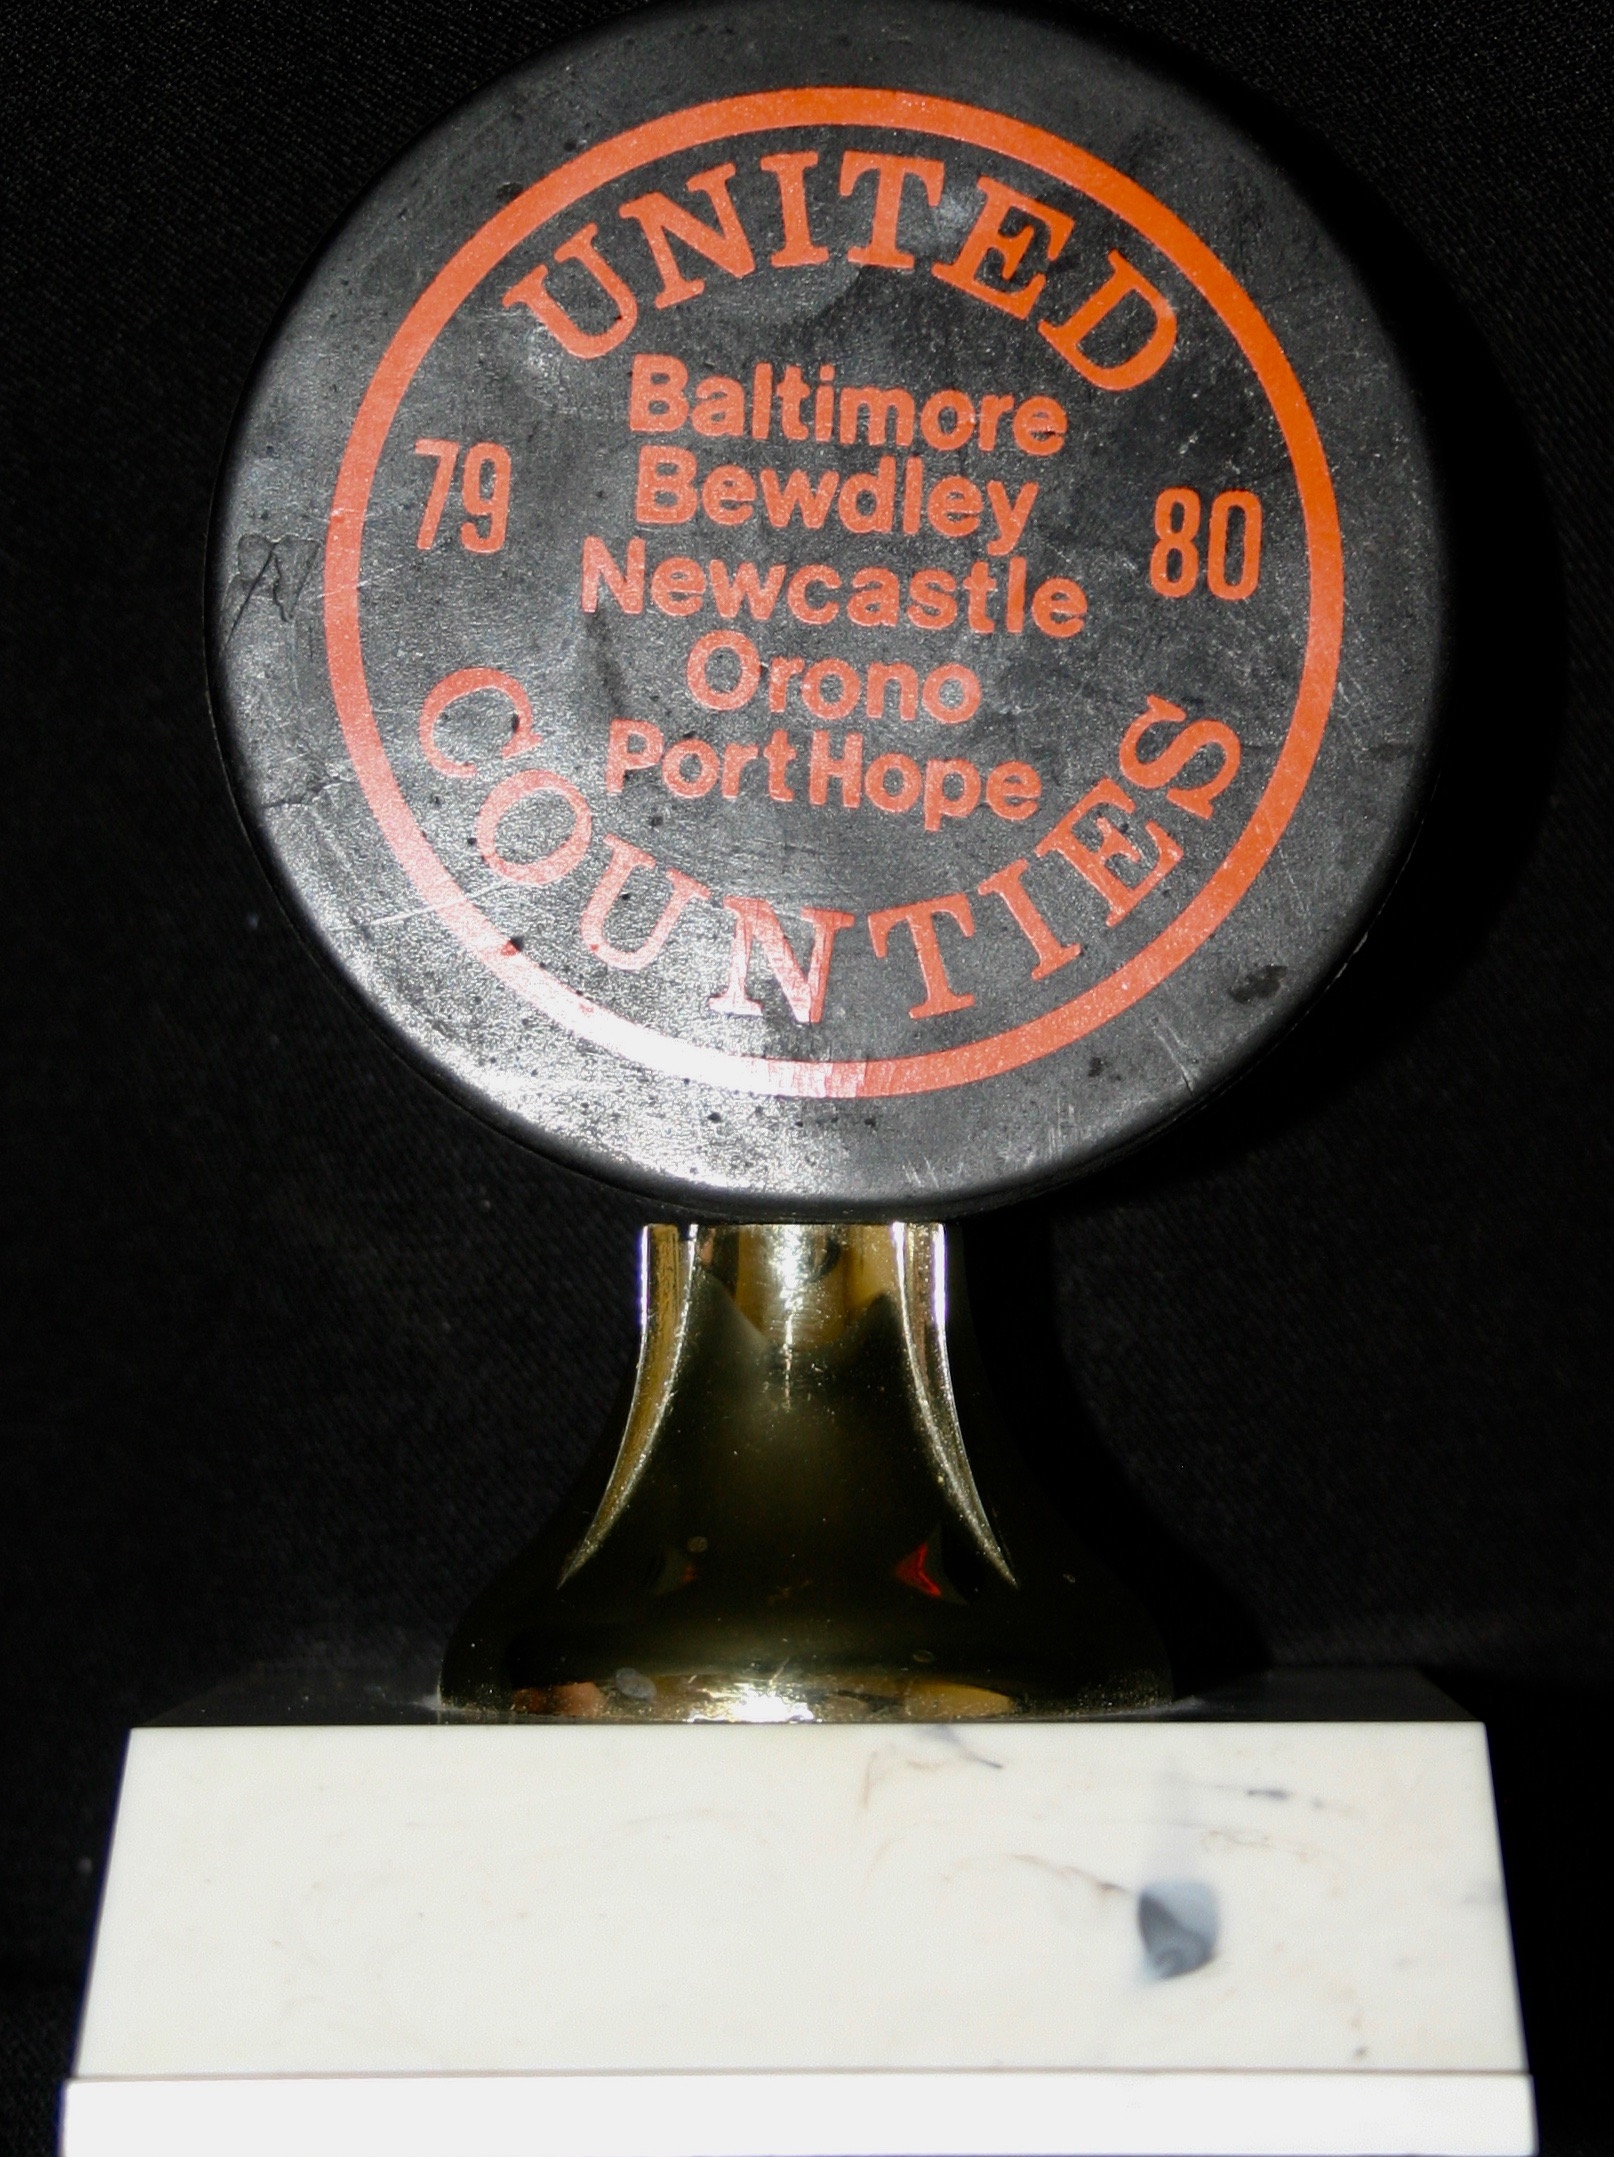 UNITED
Baltimore
Bewdley
79 80
Newcastle
Orono
Port Hope
COUNTIES